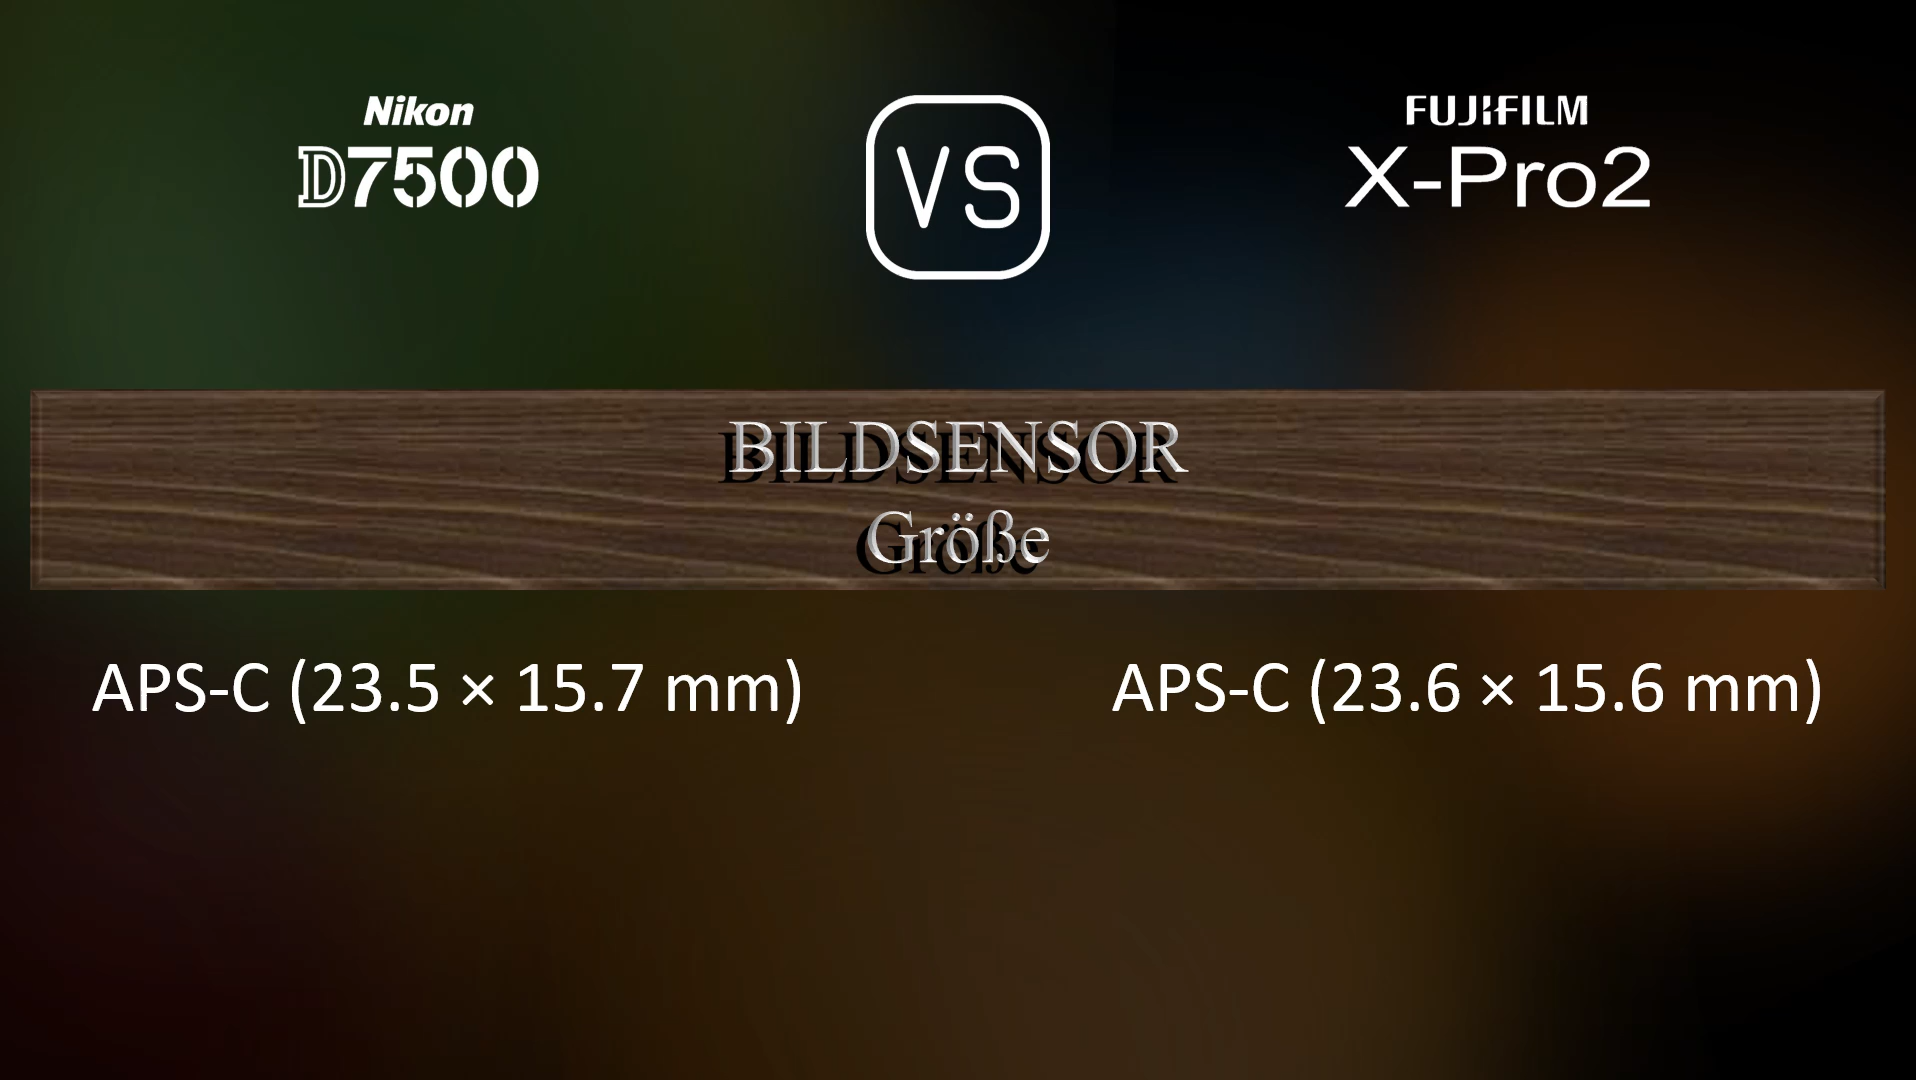 Nikon
D7500
VS
FUJIFILM
X-Pro2
BILDSENSOR
Größe
APS-C (23.5 × 15.7 mm)
APS-C (23.6 × 15.6 mm)